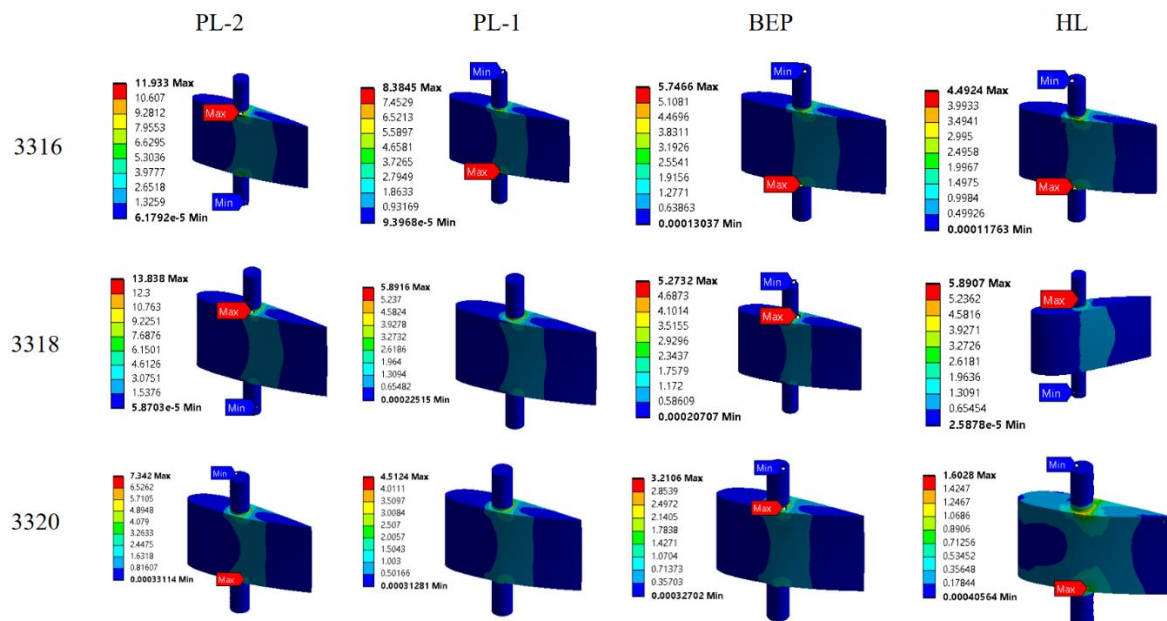 PL-2 PL-1 BEP HL
3316
11.933 Max
10.607
9.2812
7.9553
6.6295
5.3036
3.9777
2.6518
1.3259
6.1792e-5 Min
Max
Min
8.3845 Max
7.4529
6.5213
5.5897
4.6581
3.7265
2.7949
1.8633
0.93169
9.3968e-5 Min
Min
Max
5.7466 Max
5.1081
4.4696
3.8311
3.1926
2.5541
1.9156
1.2771
0.63863
0.00013037 Min
Min
Max
4.4924 Max
3.9933
3.4941
2.995
2.4958
1.9967
1.4975
0.9984
0.49926
0.00011763 Min
Min
Max
3318
13.838 Max
12.3
10.763
9.2251
7.6876
6.1501
4.6126
3.0751
1.5376
5.8703e-5 Min
Max
Min
5.8916 Max
5.237
4.5824
3.9278
3.2732
2.6186
1.964
1.3094
0.65482
0.00022515 Min
5.2732 Max
4.6873
4.1014
3.5155
2.9296
2.3437
1.7579
1.172
0.58609
0.00020707 Min
Min
Max
5.8907 Max
5.2362
4.5816
3.9271
3.2726
2.6181
1.9636
1.3091
0.65454
2.5878e-5 Min
Max
Min
3320
7.342 Max
6.5262
5.7105
4.8948
4.079
3.2633
2.4475
1.6318
0.81607
0.00033114 Min
Min
Max
4.5124 Max
4.0111
3.5097
3.0084
2.507
2.0057
1.5043
1.003
0.50166
0.00031281 Min
3.2106 Max
2.8539
2.4972
2.1405
1.7838
1.4271
1.0704
0.71373
0.35703
0.00032702 Min
Min
Max
1.6028 Max
1.4247
1.2467
1.0686
0.8906
0.71256
0.53452
0.35648
0.17844
0.00040564 Min
Min
Max